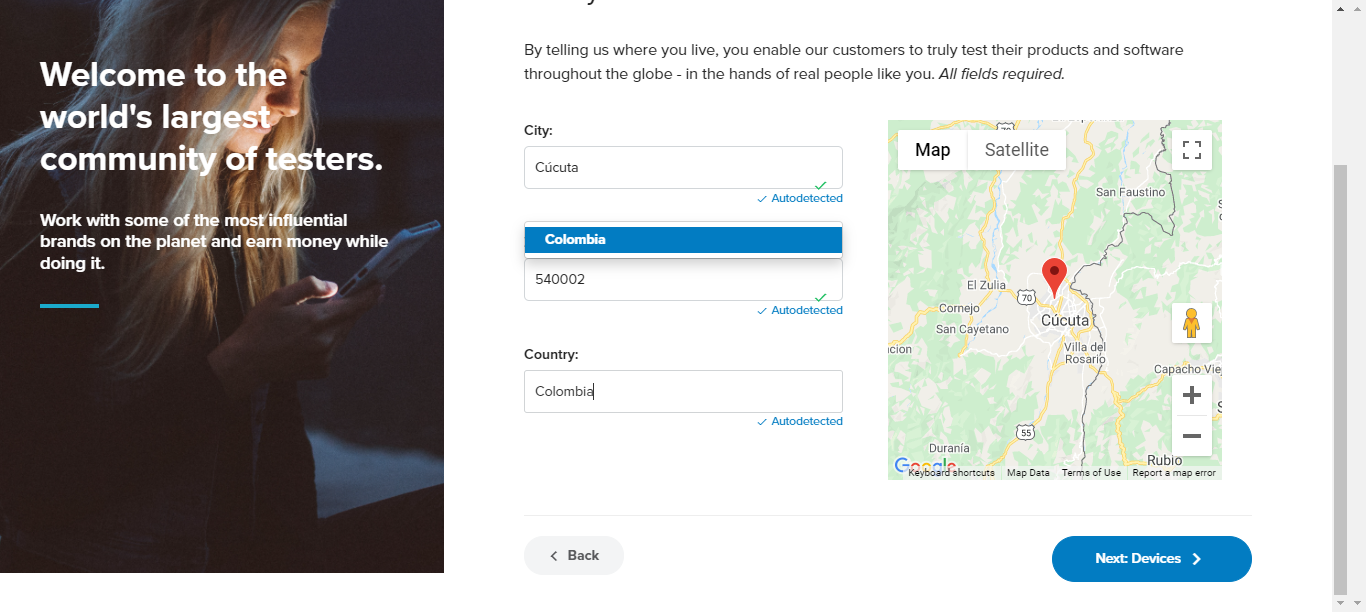 Welcome to the
world's largest
community of testers.
Work with some of the most influential
brands on the planet and earn money while
doing it.
By telling us where you live, you enable our customers to truly test their products and software
throughout the globe - in the hands of real people like you. All fields required.
City:
Cúcuta
Autodetected
Colombia
540002
Autodetected
Country:
Colombia
Autodetected
Map
Satellite
70
San Faustino
El Zulia
70
Cornejo
Cúcuta
San Cayetano
Villa del
Rosario
Capacho
55
Duranía
Rubio
Google
Keyboard shortcuts
Map Data
Terms of Use
Report a map error
Back
Next: Devices